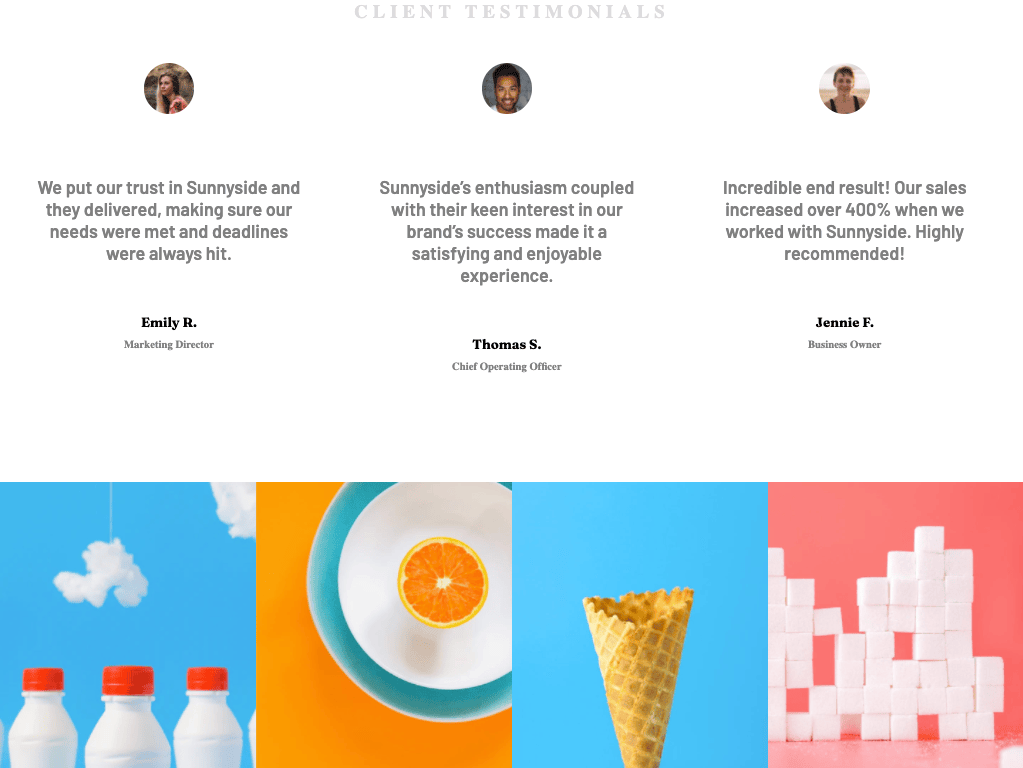 CLIENT TESTIMONIALS
We put our trust in Sunnyside and
they delivered, making sure our
needs were met and deadlines
were always hit.
Emily R.
Marketing Director
Sunnyside’s enthusiasm coupled
with their keen interest in our
brand’s success made it a
satisfying and enjoyable
experience.
Thomas S.
Chief Operating Officer
Incredible end result! Our sales
increased over 400% when we
worked with Sunnyside. Highly
recommended!
Jennie F.
Business Owner